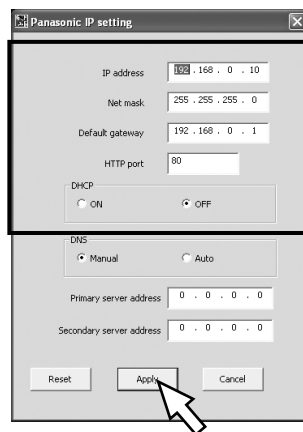 Panasonic IP setting
IP address 192 . 168 . 0 . 10
Net mask 255 . 255 . 255 . 0
Default gateway 192 . 168 . 0 . 1
HTTP port 80
DHCP
ON OFF
DNS
Manual Auto
Primary server address 0 . 0 . 0 . 0
Secondary server address 0 . 0 . 0 . 0
Reset Apply Cancel